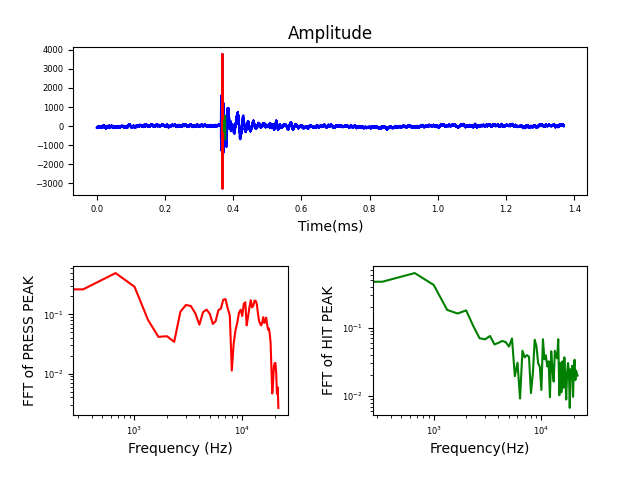 Amplitude
4000
3000
2000
1000
0
−1000
−2000
−3000
0.0 0.2 0.4 0.6 0.8 1.0 1.2 1.4
Time(ms)
FFT of PRESS PEAK
10⁻¹
10⁻²
10³ 10⁴
Frequency (Hz)
FFT of HIT PEAK
10⁻¹
10⁻²
10³ 10⁴
Frequency(Hz)